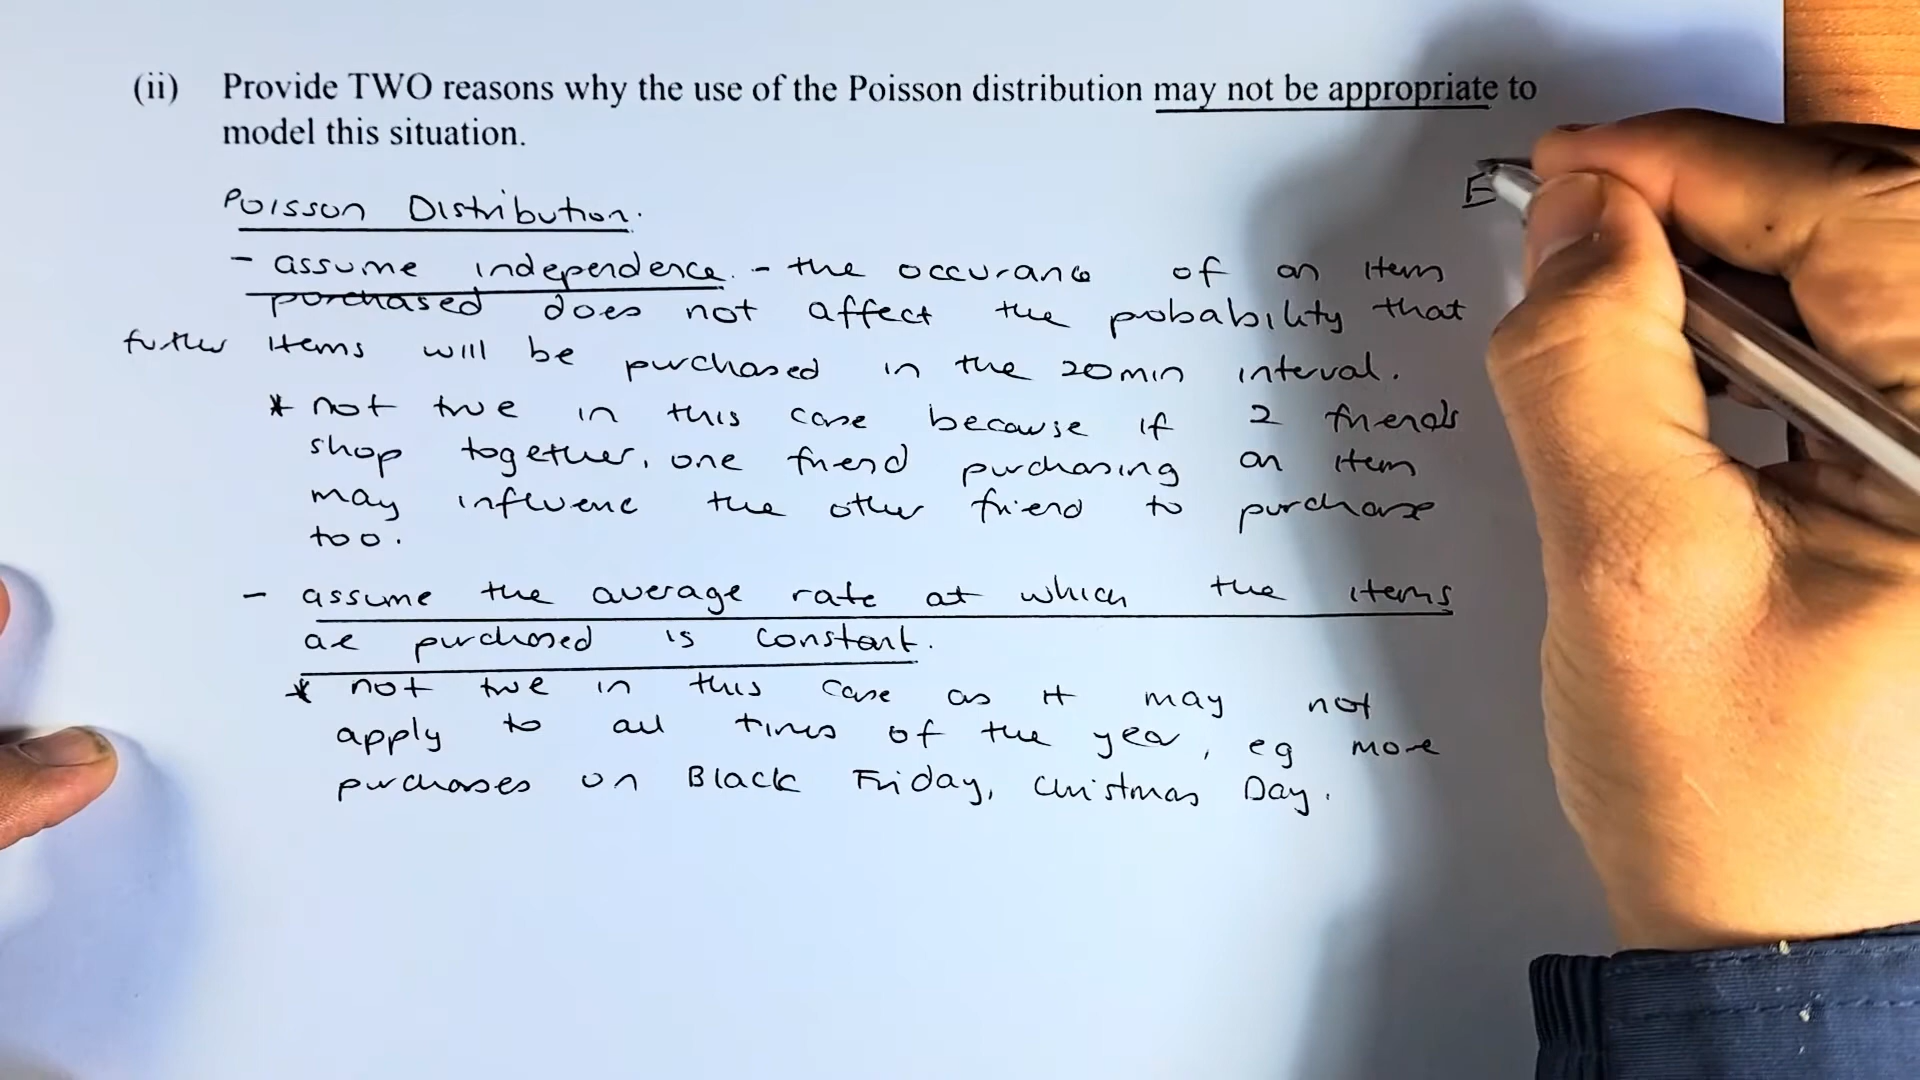 (ii) Provide TWO reasons why the use of the Poisson distribution may not be appropriate to
model this situation.
E
Poisson Distribution.
- assume independence. - the occurance of an item
purchased does not affect the probability that
futher items will be purchased in the 20min interval.
* not true in this case because if 2 friends
shop together, one friend purchasing an item
may influence the other friend to purchase
too.
- assume the average rate at which the items
are purchased is constant.
* not true in this case as it may not
apply to all times of the year, eg more
purchases on Black Friday, Christmas Day.